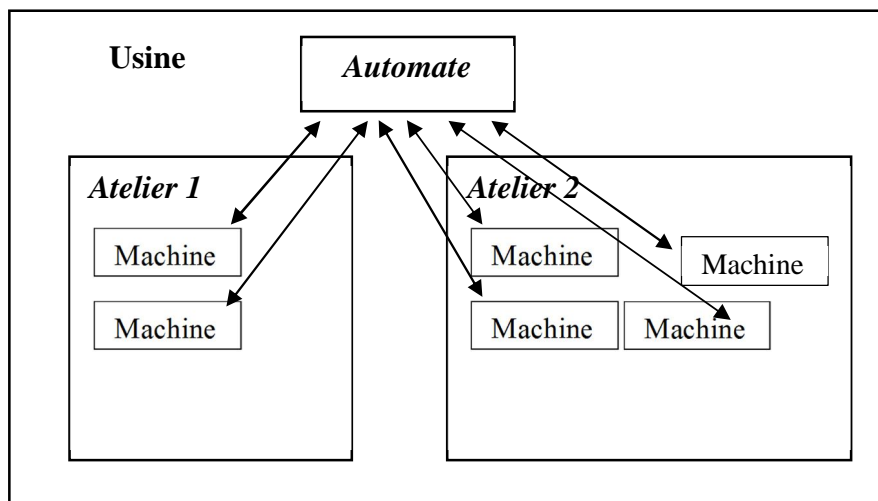 Usine
Automate
Atelier 1
Machine
Machine
Atelier 2
Machine
Machine
Machine
Machine